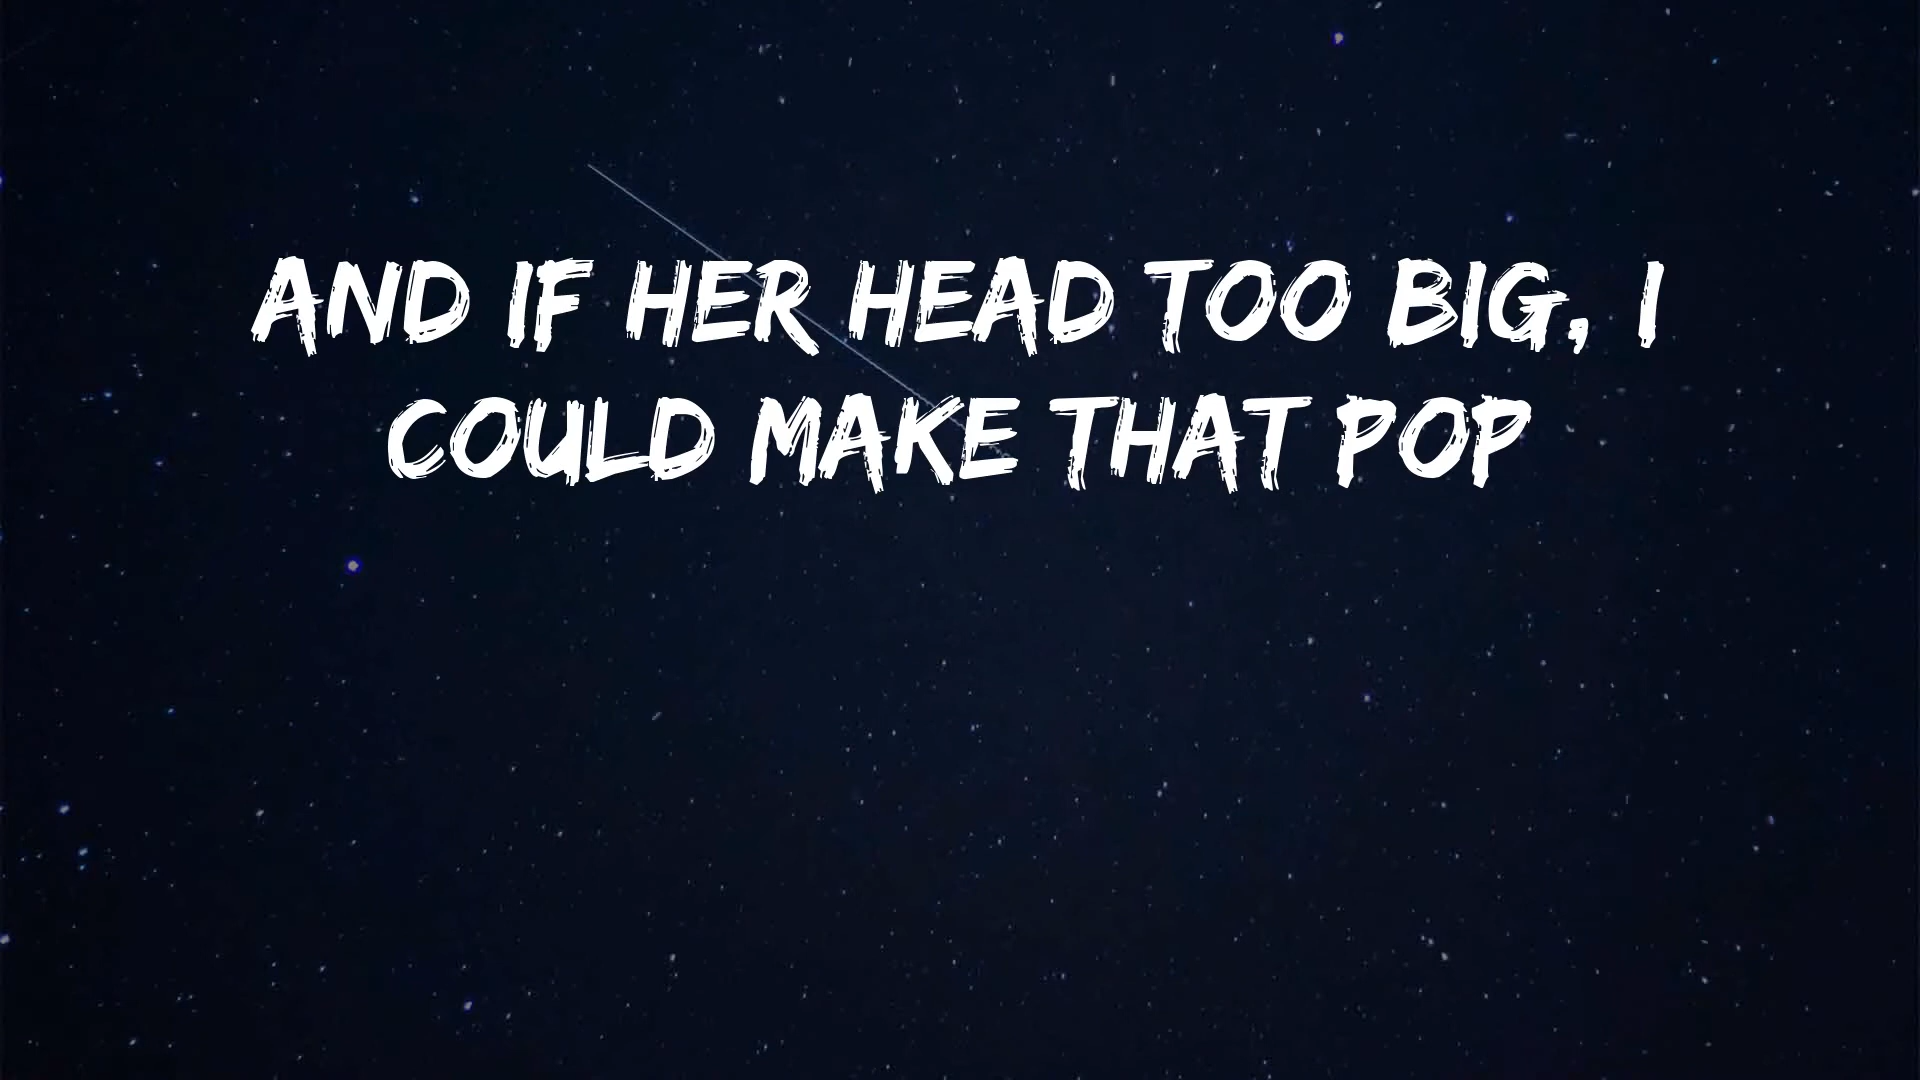 AND IF HER HEAD TOO BIG, I
COULD MAKE THAT POP